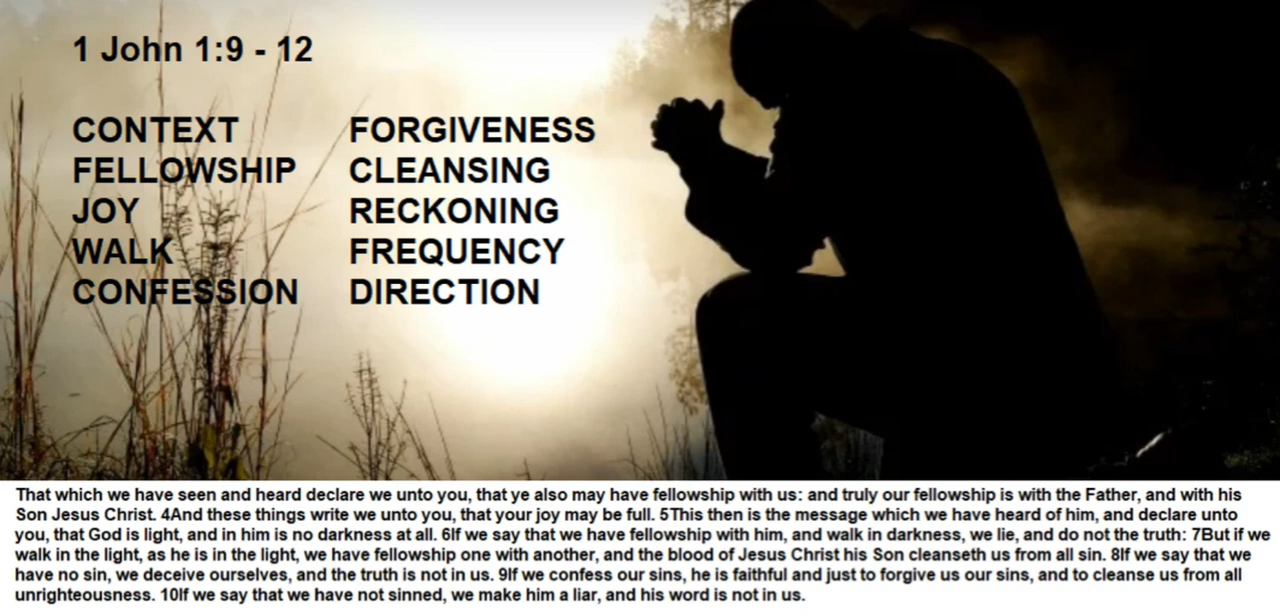 1 John 1:9 - 12
CONTEXT
FELLOWSHIP
JOY
WALK
CONFESSION
FORGIVENESS
CLEANSING
RECKONING
FREQUENCY
DIRECTION
That which we have seen and heard declare we unto you, that ye also may have fellowship with us: and truly our fellowship is with the Father, and with his
Son Jesus Christ. 4And these things write we unto you, that your joy may be full. 5This then is the message which we have heard of him, and declare unto
you, that God is light, and in him is no darkness at all. 6If we say that we have fellowship with him, and walk in darkness, we lie, and do not the truth: 7But if we
walk in the light, as he is in the light, we have fellowship one with another, and the blood of Jesus Christ his Son cleanseth us from all sin. 8If we say that we
have no sin, we deceive ourselves, and the truth is not in us. 9If we confess our sins, he is faithful and just to forgive us our sins, and to cleanse us from all
unrighteousness. 10If we say that we have not sinned, we make him a liar, and his word is not in us.